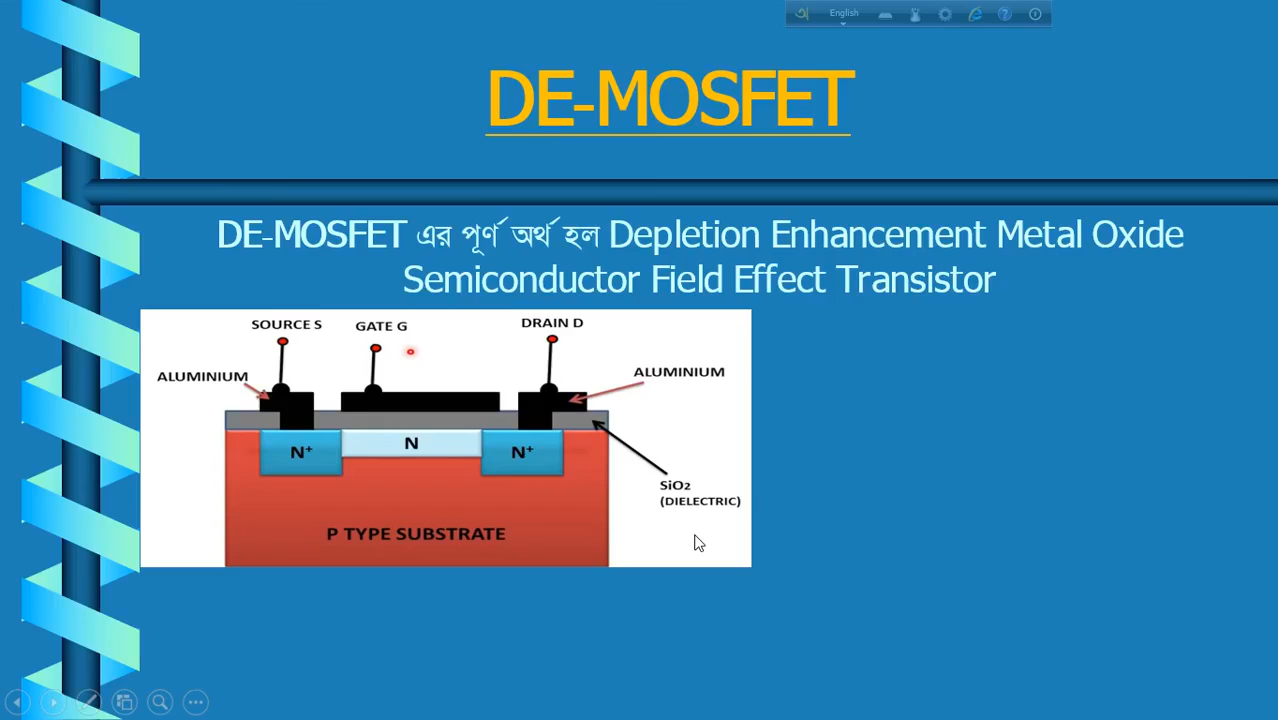 English
DE-MOSFET
DE-MOSFET এর পূর্ণ অর্থ হল Depletion Enhancement Metal Oxide
Semiconductor Field Effect Transistor
SOURCE S
GATE G
DRAIN D
ALUMINIUM
ALUMINIUM
N+
N
N+
SiO2
(DIELECTRIC)
P TYPE SUBSTRATE